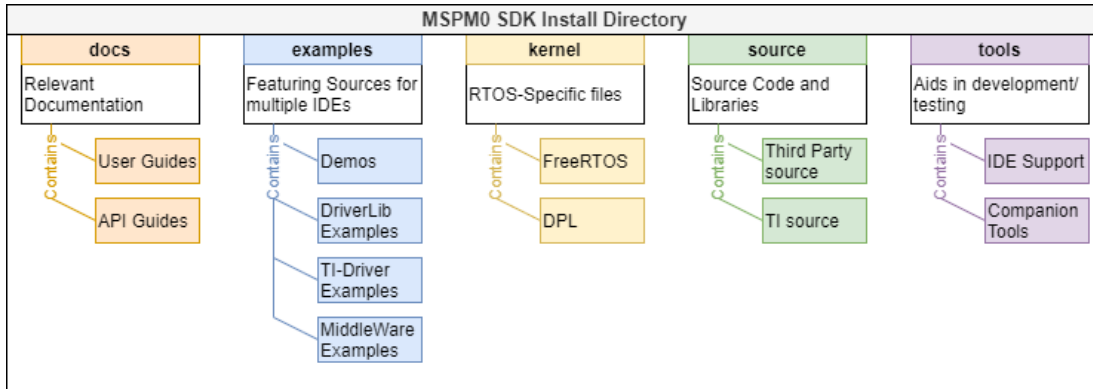 MSPM0 SDK Install Directory
docs
Relevant
Documentation
Contains
User Guides
API Guides
examples
Featuring Sources for
multiple IDEs
Contains
Demos
DriverLib
Examples
TI-Driver
Examples
MiddleWare
Examples
kernel
RTOS-Specific files
Contains
FreeRTOS
DPL
source
Source Code and
Libraries
Contains
Third Party
source
TI source
tools
Aids in development/
testing
Contains
IDE Support
Companion
Tools